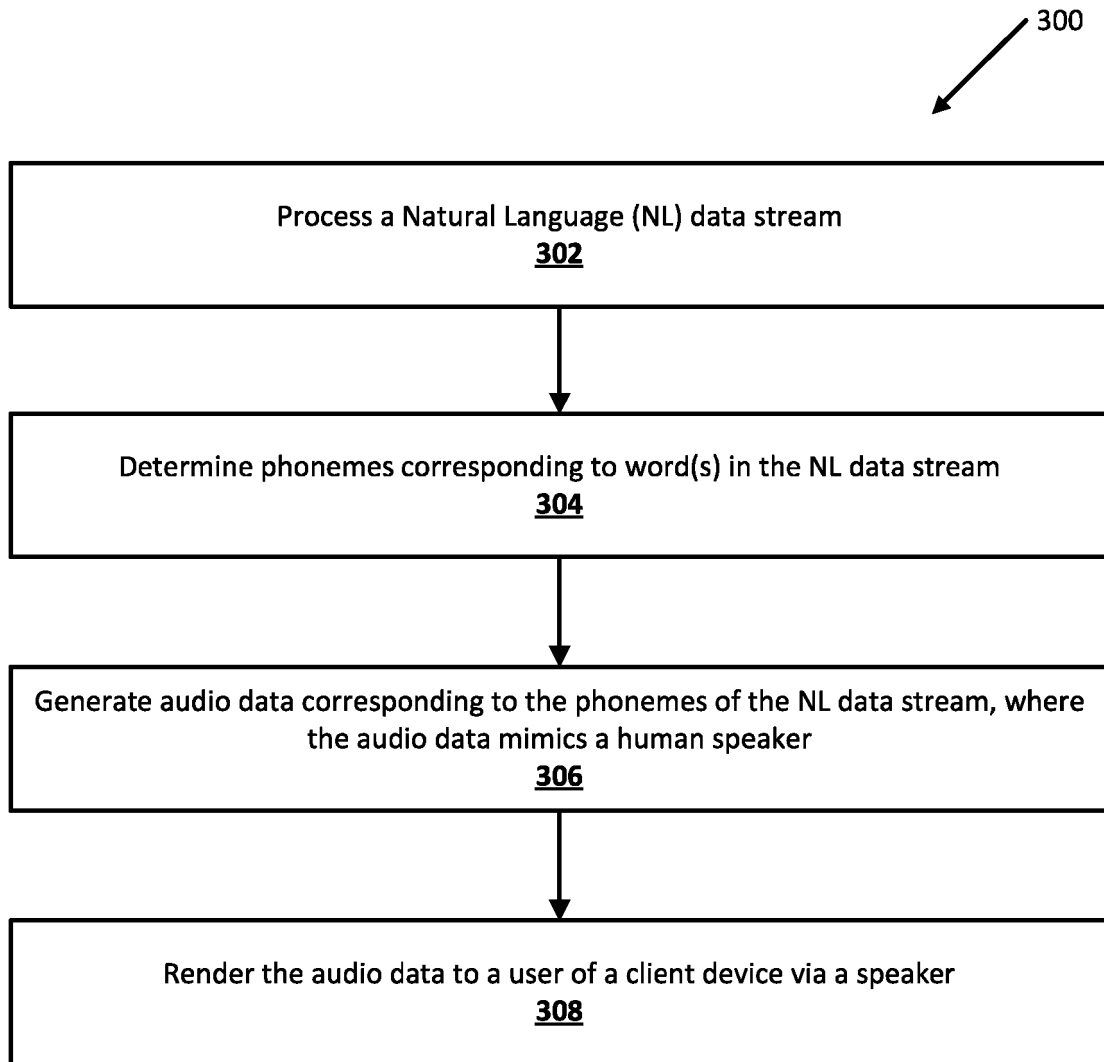 300
Process a Natural Language (NL) data stream
302
Determine phonemes corresponding to word(s) in the NL data stream
304
Generate audio data corresponding to the phonemes of the NL data stream, where
the audio data mimics a human speaker
306
Render the audio data to a user of a client device via a speaker
308